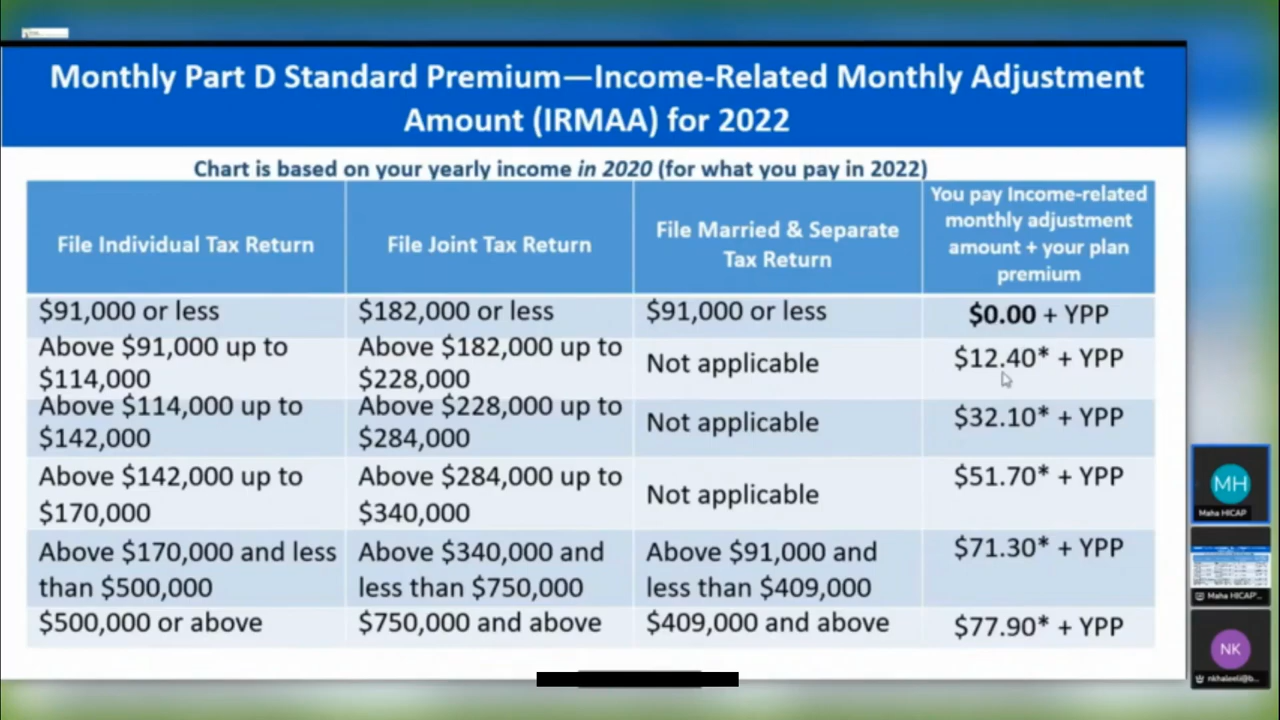 Monthly Part D Standard Premium—Income-Related Monthly Adjustment
Amount (IRMAA) for 2022
Chart is based on your yearly income in 2020 (for what you pay in 2022)
File Individual Tax Return
File Joint Tax Return
File Married & Separate
Tax Return
You pay Income-related
monthly adjustment
amount + your plan
premium
$91,000 or less
$182,000 or less
$91,000 or less
$0.00 + YPP
Above $91,000 up to
$114,000
Above $182,000 up to
$228,000
Not applicable
$12.40* + YPP
Above $114,000 up to
$142,000
Above $228,000 up to
$284,000
Not applicable
$32.10* + YPP
Above $142,000 up to
$170,000
Above $284,000 up to
$340,000
Not applicable
$51.70* + YPP
Above $170,000 and less
than $500,000
Above $340,000 and
less than $750,000
Above $91,000 and
less than $409,000
$71.30* + YPP
$500,000 or above
$750,000 and above
$409,000 and above
$77.90* + YPP
MH
Maha HICAP
Maha HICAP'...
NK
nkhaleeli@b...